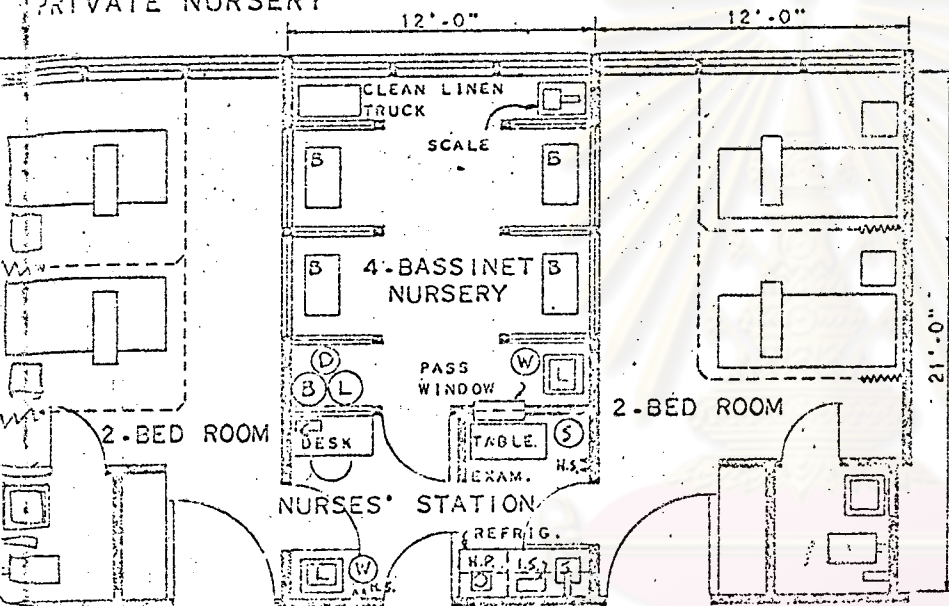 PRIVATE NURSERY
12'-0"
12'-0"
CLEAN LINEN
TRUCK
SCALE
B
B
B
4-BASSINET
NURSERY
B
D
B
L
PASS
WINDOW
W
L
21'-0"
2-BED ROOM
2-BED ROOM
DESK
TABLE
S
H.S.
EXAM.
NURSES' STATION
REFRIG.
L
W
H.S.
H.P.
I.S.
S